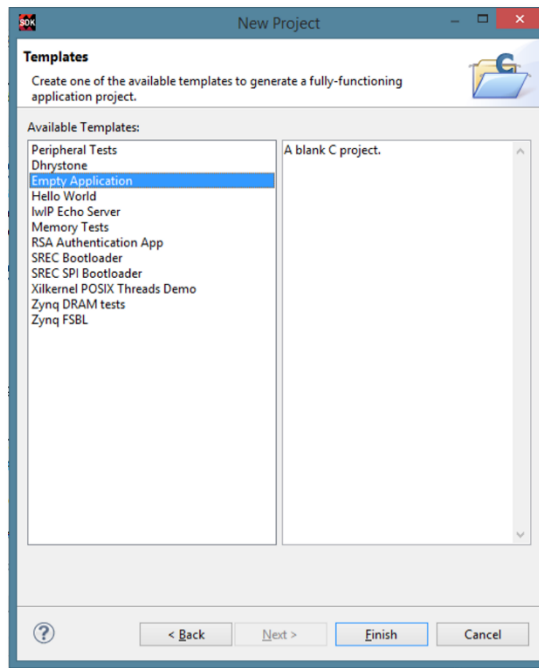 SDK
New Project
Templates
Create one of the available templates to generate a fully-functioning
application project.
C
Available Templates:
Peripheral Tests
Dhrystone
Empty Application
Hello World
lwIP Echo Server
Memory Tests
RSA Authentication App
SREC Bootloader
SREC SPI Bootloader
Xilkernel POSIX Threads Demo
Zynq DRAM tests
Zynq FSBL
A blank C project.
?
< Back
Next >
Finish
Cancel